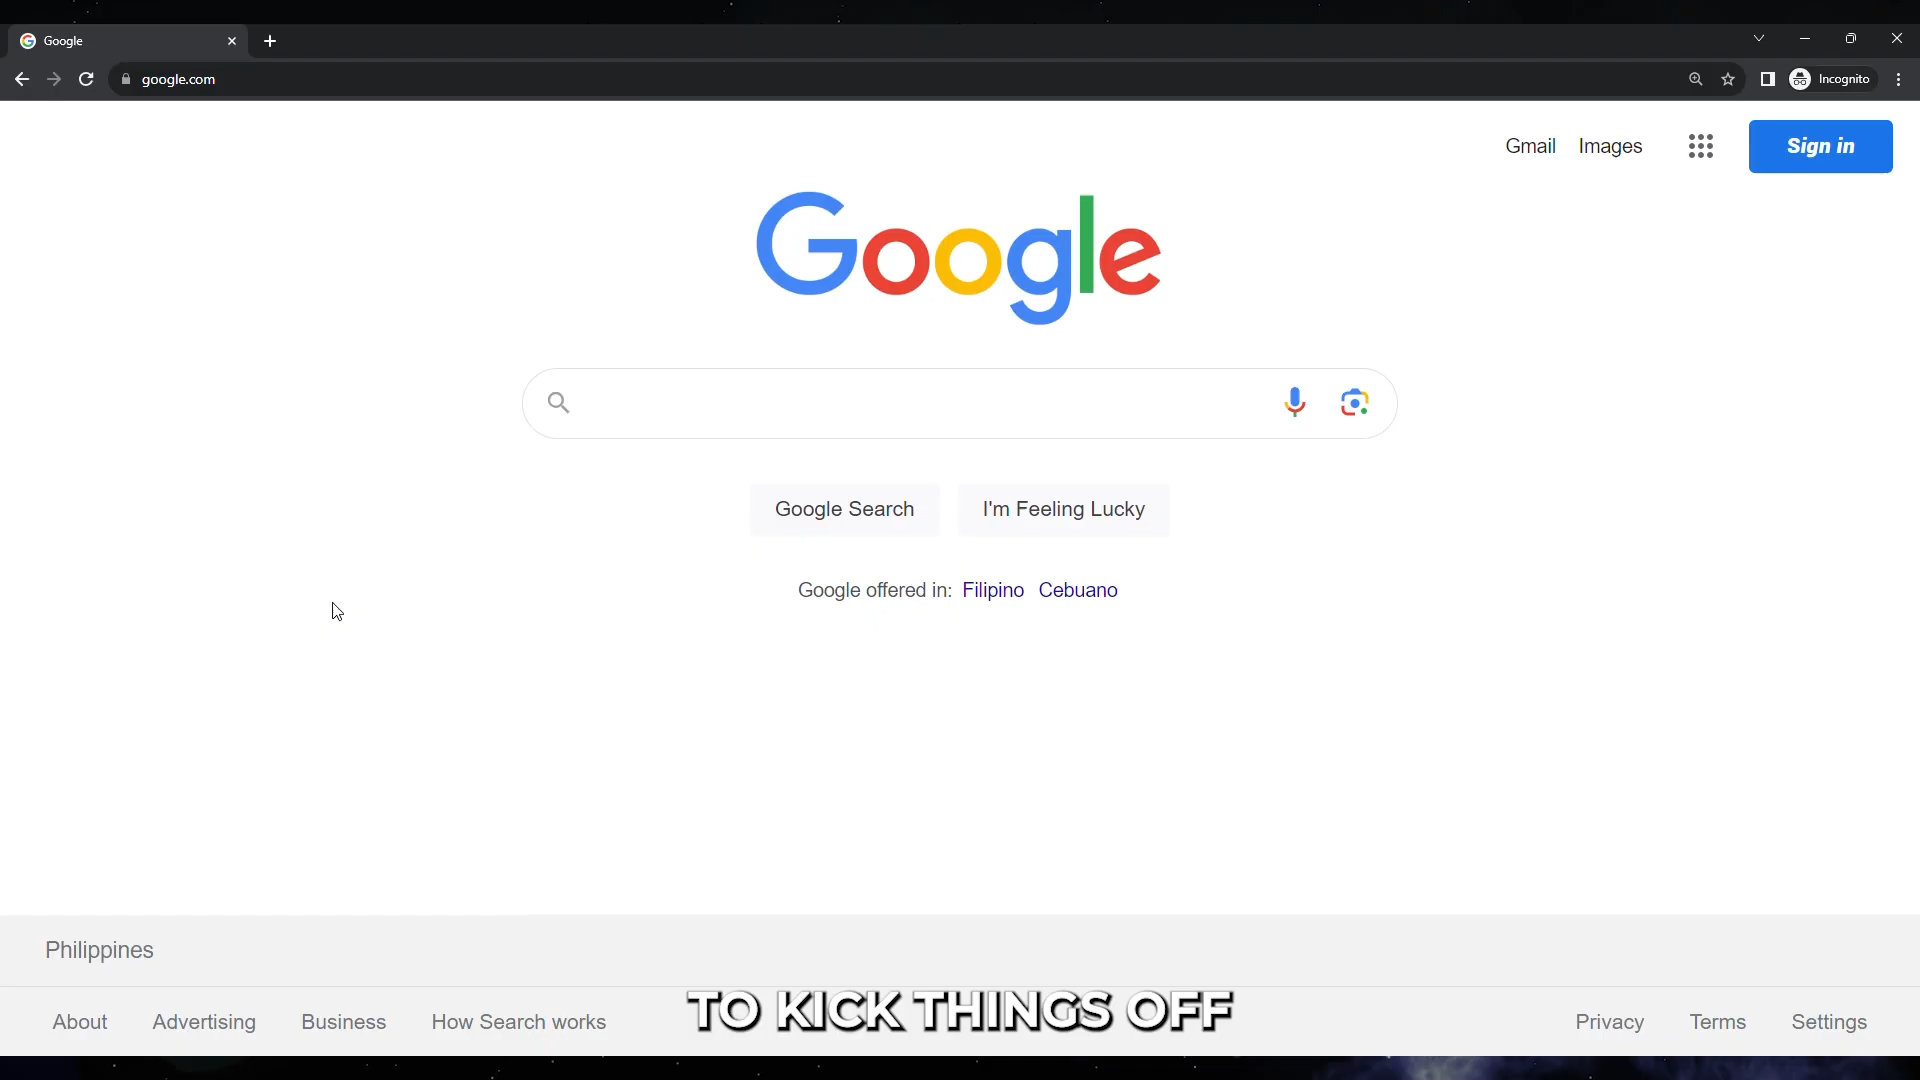 Google
google.com
Incognito
Gmail Images
Sign in
Google
Google Search
I'm Feeling Lucky
Google offered in: Filipino Cebuano
Philippines
About Advertising Business How Search works
TO KICK THINGS OFF
Privacy Terms Settings